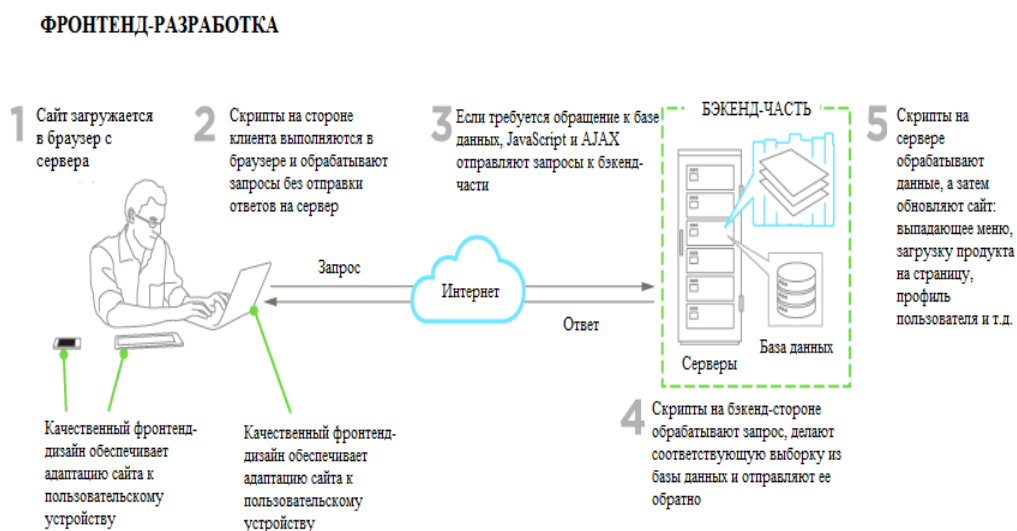 ФРОНТЕНД-РАЗРАБОТКА
1
Сайт загружается
в браузер с
сервера
2
Скрипты на стороне
клиента выполняются в
браузере и обрабатывают
запросы без отправки
ответов на сервер
3
Если требуется обращение к базе
данных, JavaScript и AJAX
отправляют запросы к бэкенд-
части
БЭКЕНД-ЧАСТЬ
5
Скрипты на
сервере
обрабатывают
данные, а затем
обновляют сайт:
выпадающее меню,
загрузку продукта
на страницу,
профиль
пользователя и т.д.
Запрос
Интернет
Ответ
База данных
Серверы
4
Скрипты на бэкенд-стороне
обрабатывают запрос, делают
соответствующую выборку из
базы данных и отправляют ее
обратно
Качественный фронтенд-
дизайн обеспечивает
адаптацию сайта к
пользовательскому
устройству
Качественный фронтенд-
дизайн обеспечивает
адаптацию сайта к
пользовательскому
устройству